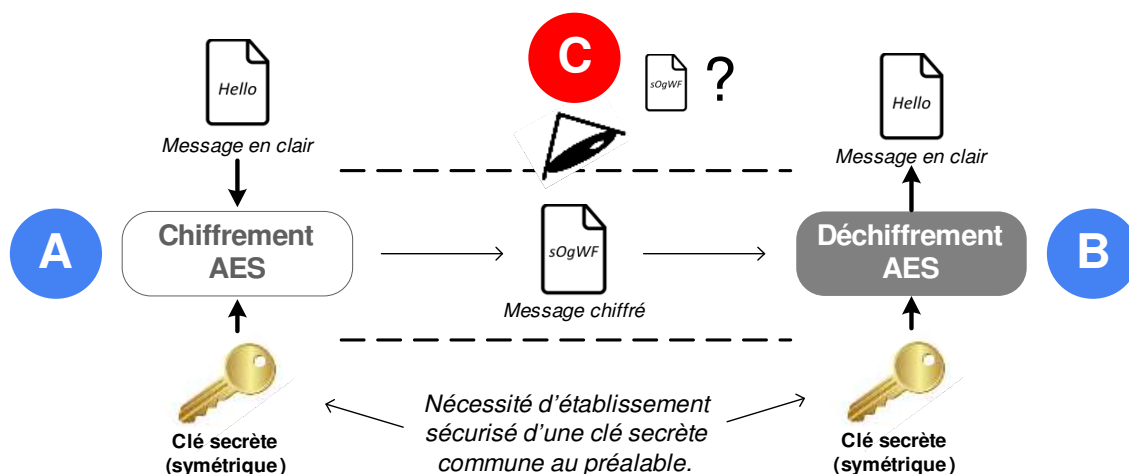 C
sOgWF
?
Hello
Message en clair
Hello
Message en clair
A
Chiffrement
AES
sOgWF
Message chiffré
Déchiffrement
AES
B
Clé secrète
(symétrique)
Nécessité d'établissement
sécurisé d'une clé secrète
commune au préalable.
Clé secrète
(symétrique)